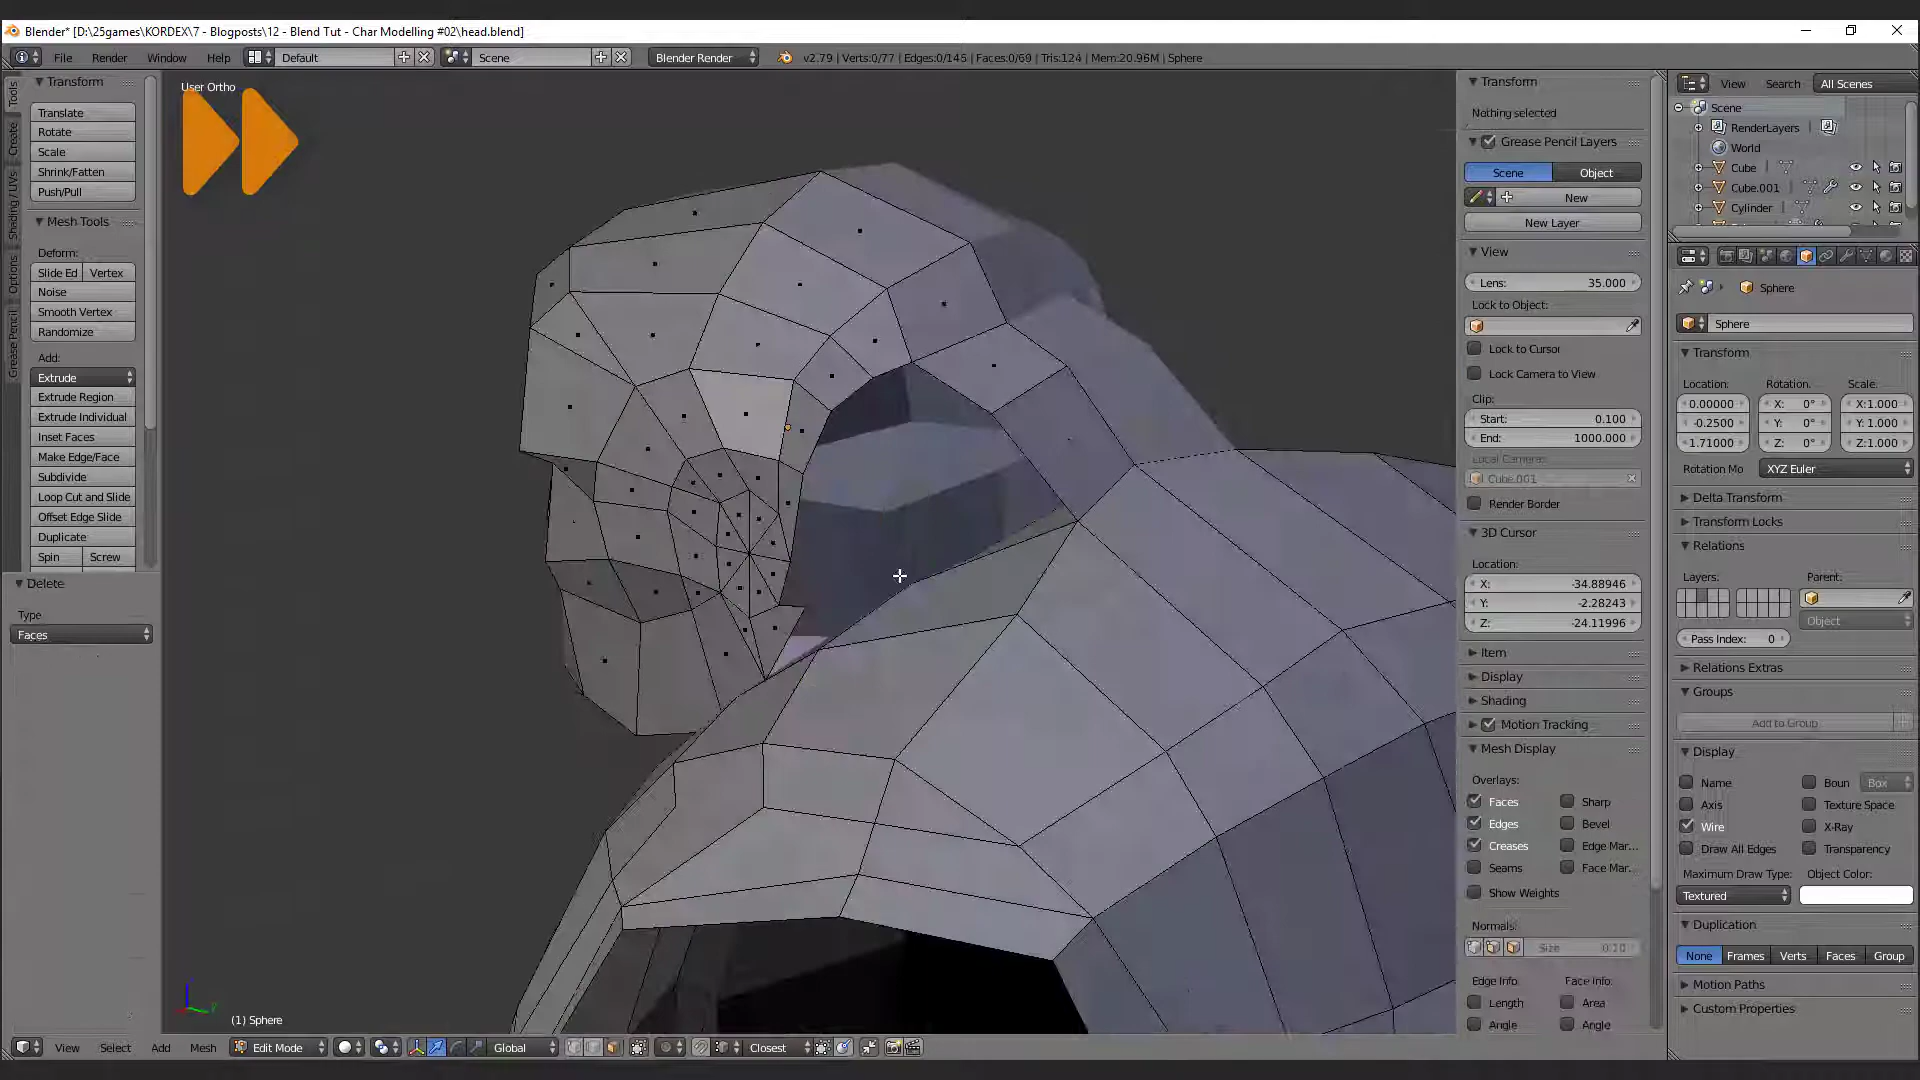 Blender* [D:\25games\KORDEX\7 - Blogposts\12 - Blend Tut - Char Modelling #02\head.blend]
File Render Window Help Default Scene Blender Render v2.79 | Verts:0/77 | Edges:0/145 | Faces:0/69 | Tris:124 | Mem:20.96M | Sphere
Tools
Create
Shading / UVs
Options
Grease Pencil
Transform
Translate
Rotate
Scale
Shrink/Fatten
Push/Pull
Mesh Tools
Deform:
Slide Ed Vertex
Noise
Smooth Vertex
Randomize
Add:
Extrude
Extrude Region
Extrude Individual
Inset Faces
Make Edge/Face
Subdivide
Loop Cut and Slide
Offset Edge Slide
Duplicate
Spin Screw
Delete
Type
Faces
User Ortho
(1) Sphere
View Select Add Mesh Edit Mode Global Closest
Transform
Nothing selected
Grease Pencil Layers
Scene Object
New
New Layer
View
Lens: 35.000
Lock to Object:
Lock to Cursor
Lock Camera to View
Clip:
Start: 0.100
End: 1000.000
Local Camera:
Cube.001
Render Border
3D Cursor
Location:
X: -34.88946
Y: -2.28243
Z: -24.11996
Item
Display
Shading
Motion Tracking
Mesh Display
Overlays:
Faces Sharp
Edges Bevel
Creases Edge Mar...
Seams Face Mar...
Show Weights
Normals:
Size 0.10
Edge Info: Face Info:
Length Area
Angle Angle
View Search All Scenes
Scene
RenderLayers
World
Cube
Cube.001
Cylinder
Sphere
Sphere
Transform
Location: Rotation: Scale:
0.00000 X: 0° X:1.000
-0.2500 Y: 0° Y: 1.000
1.71000 Z: 0° Z:1.000
Rotation Mo XYZ Euler
Delta Transform
Transform Locks
Relations
Layers: Parent:
Object
Pass Index: 0
Relations Extras
Groups
Add to Group
Display
Name Boun Box
Axis Texture Space
Wire X-Ray
Draw All Edges Transparency
Maximum Draw Type: Object Color:
Textured
Duplication
None Frames Verts Faces Group
Motion Paths
Custom Properties